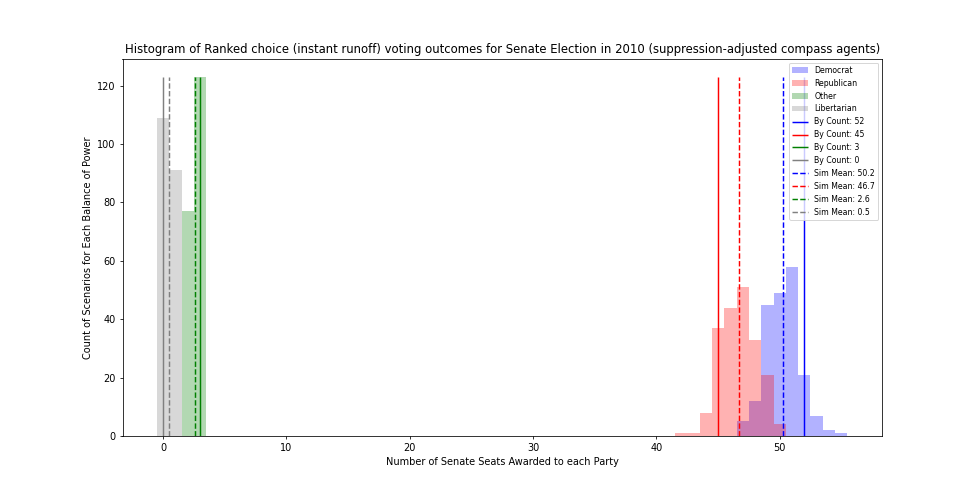 Histogram of Ranked choice (instant runoff) voting outcomes for Senate Election in 2010 (suppression-adjusted compass agents)
Democrat
Republican
Other
Libertarian
By Count: 52
By Count: 45
By Count: 3
By Count: 0
Sim Mean: 50.2
Sim Mean: 46.7
Sim Mean: 2.6
Sim Mean: 0.5
Count of Scenarios for Each Balance of Power
120
100
80
60
40
20
0
0 10 20 30 40 50
Number of Senate Seats Awarded to each Party